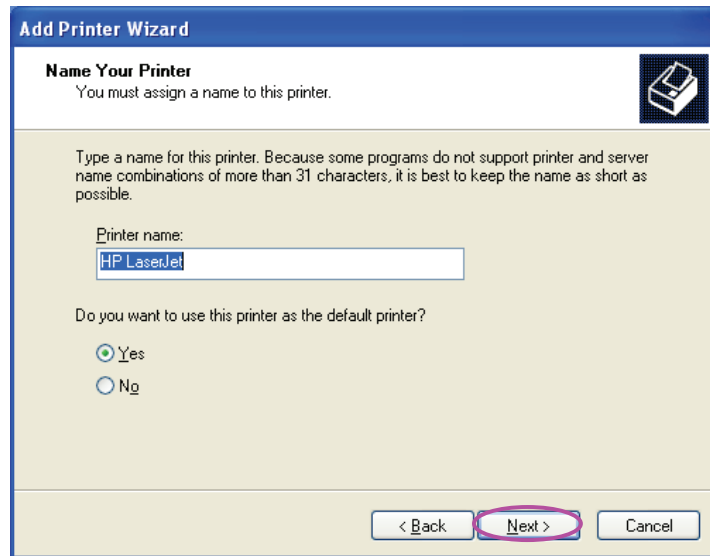 Add Printer Wizard
Name Your Printer
You must assign a name to this printer.
Type a name for this printer. Because some programs do not support printer and server
name combinations of more than 31 characters, it is best to keep the name as short as
possible.
Printer name:
HP LaserJet
Do you want to use this printer as the default printer?
Yes
No
< Back Next > Cancel